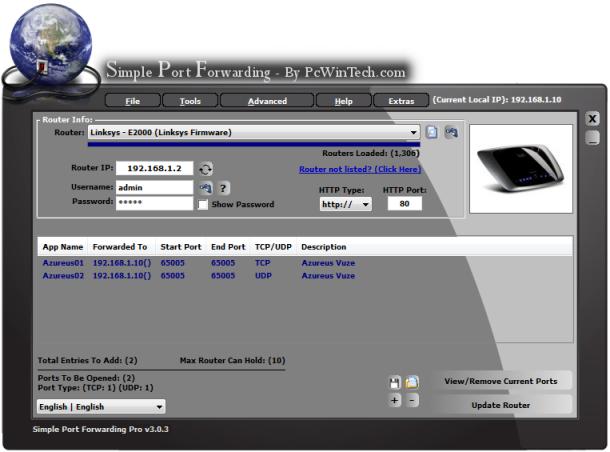 Simple Port Forwarding - By PcWinTech.com
File Tools Advanced Help Extras (Current Local IP): 192.168.1.10
X
_
Router Info:
Router: Linksys - E2000 (Linksys Firmware)
Routers Loaded: (1,306)
Router IP: 192.168.1.2 Router not listed? (Click Here)
Username: admin ? HTTP Type: HTTP Port:
Password: ***** Show Password http:// 80
App Name Forwarded To Start Port End Port TCP/UDP Description
Azureus01 192.168.1.10() 65005 65005 TCP Azureus Vuze
Azureus02 192.168.1.10() 65005 65005 UDP Azureus Vuze
Total Entries To Add: (2) Max Router Can Hold: (10)
Ports To Be Opened: (2)
Port Type: (TCP: 1) (UDP: 1)
View/Remove Current Ports
+ -
English | English
Update Router
Simple Port Forwarding Pro v3.0.3